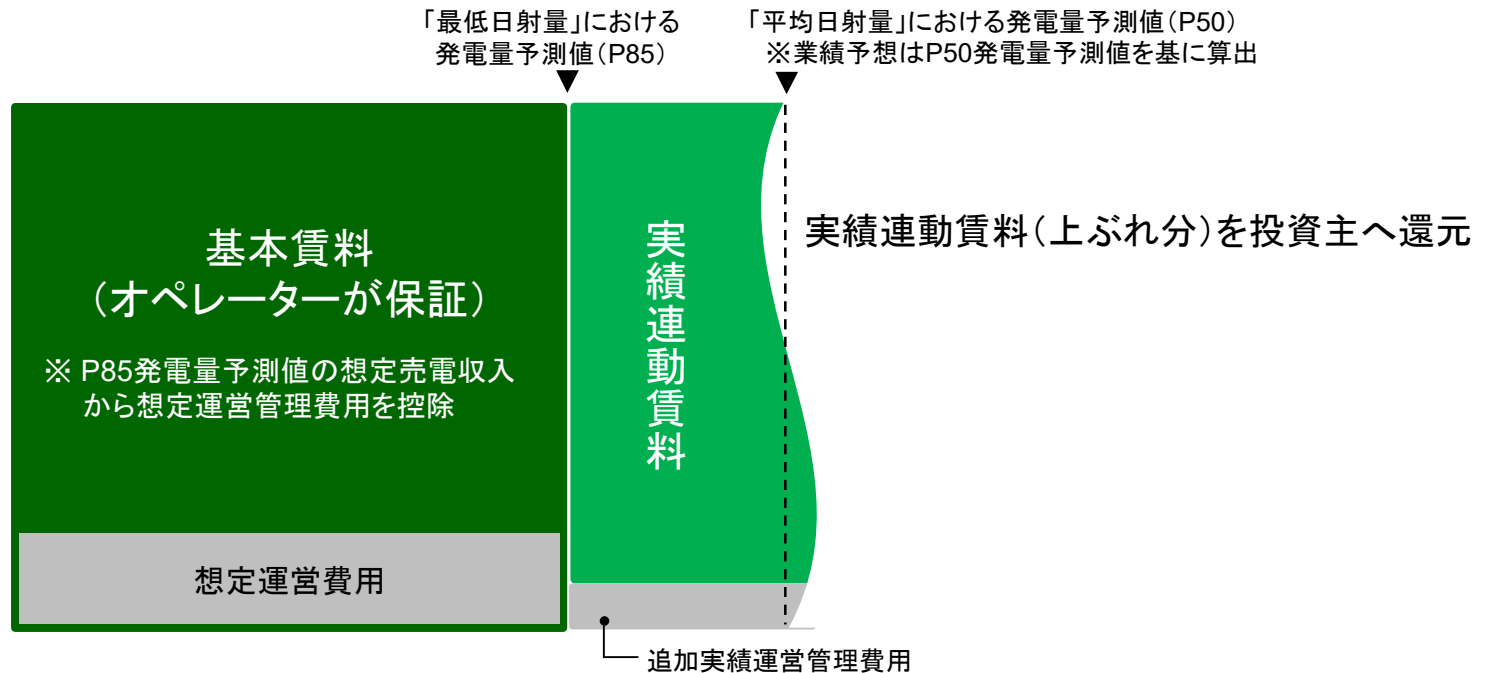 「最低日射量」における
発電量予測値（P85）
「平均日射量」における発電量予測値（P50）
※業績予想はP50発電量予測値を基に算出
基本賃料
（オペレーターが保証）
※ P85発電量予測値の想定売電収入
から想定運営管理費用を控除
想定運営費用
実績連動賃料
実績連動賃料（上ぶれ分）を投資主へ還元
追加実績運営管理費用